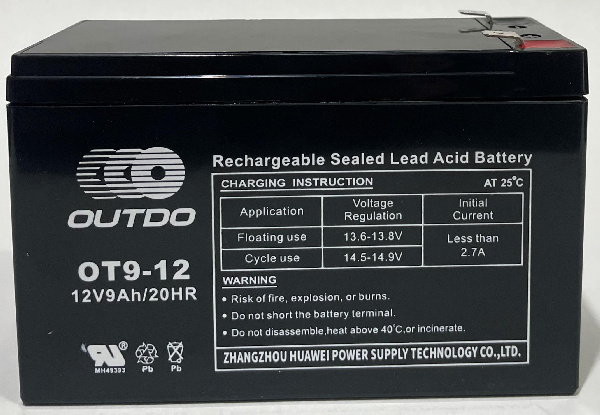 OUTDO
OT9-12
12V9Ah/20HR
MH49393
Pb
Pb
Rechargeable Sealed Lead Acid Battery
CHARGING INSTRUCTION AT 25°C
Application Voltage Regulation Initial Current
Floating use 13.6-13.8V Less than 2.7A
Cycle use 14.5-14.9V
WARNING
• Risk of fire, explosion, or burns.
• Do not short the battery terminal.
• Do not disassemble,heat above 40°C,or incinerate.
ZHANGZHOU HUAWEI POWER SUPPLY TECHNOLOGY CO.,LTD.